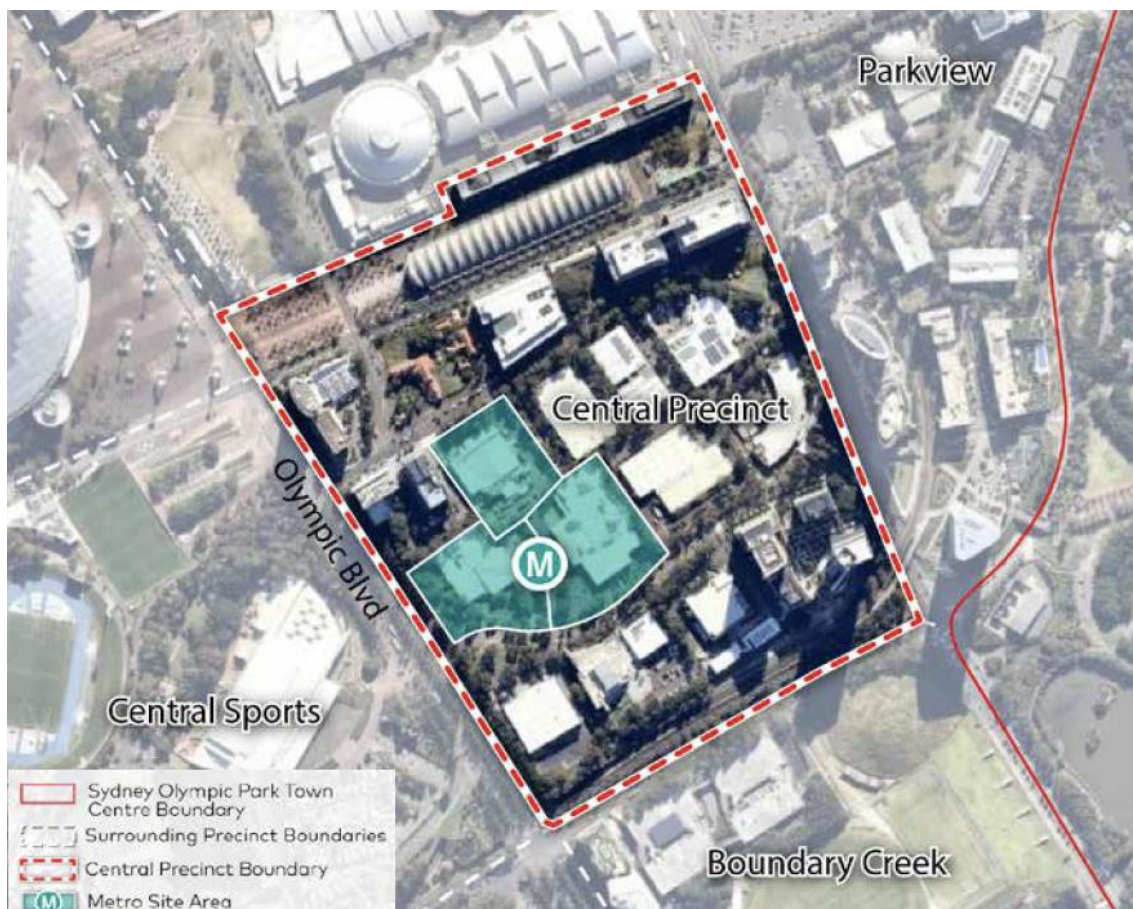 Parkview
Central Precinct
Olympic Blvd
M
Central Sports
Boundary Creek
Sydney Olympic Park Town
Centre Boundary
Surrounding Precinct Boundaries
Central Precinct Boundary
M
Metro Site Area